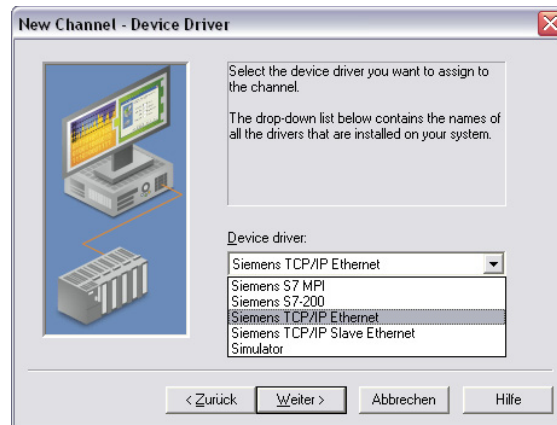 New Channel - Device Driver
Select the device driver you want to assign to
the channel.
The drop-down list below contains the names of
all the drivers that are installed on your system.
Device driver:
Siemens TCP/IP Ethernet
Siemens S7 MPI
Siemens S7-200
Siemens TCP/IP Ethernet
Siemens TCP/IP Slave Ethernet
Simulator
< Zurück Weiter > Abbrechen Hilfe